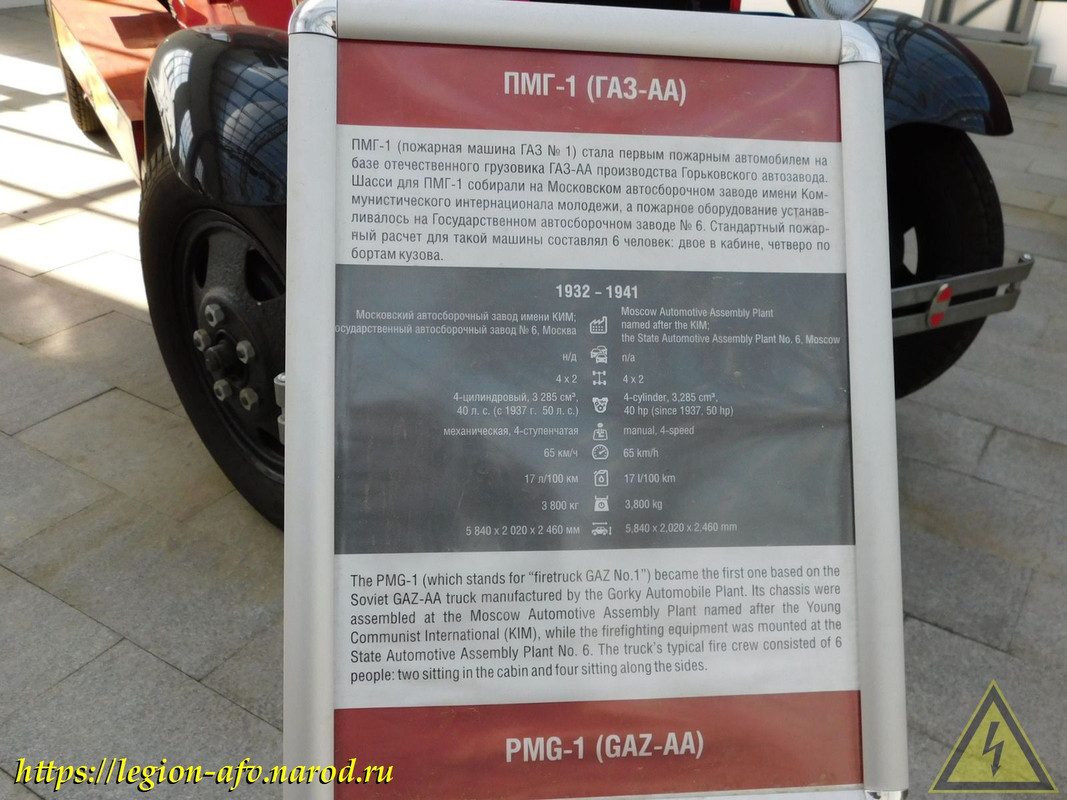 ПМГ-1 (ГАЗ-АА)
ПМГ-1 (пожарная машина ГАЗ № 1) стала первым пожарным автомобилем на
базе отечественного грузовика ГАЗ-АА производства Горьковского автозавода.
Шасси для ПМГ-1 собирали на Московском автосборочном заводе имени Ком-
мунистического интернационала молодежи, а пожарное оборудование устанав-
ливалось на Государственном автосборочном заводе № 6. Стандартный пожар-
ный расчет для такой машины составлял 6 человек: двое в кабине, четверо по
бортам кузова.
1932 – 1941
Московский автосборочный завод имени КИМ;
осударственный автосборочный завод № 6, Москва
Moscow Automotive Assembly Plant
named after the KIM;
the State Automotive Assembly Plant No. 6, Moscow
н/д n/a
4 x 2 4 x 2
4-цилиндровый, 3 285 см³,
40 л. с. (с 1937 г. 50 л. с.)
4-cylinder, 3,285 cm³,
40 hp (since 1937, 50 hp)
механическая, 4-ступенчатая manual, 4-speed
65 км/ч 65 km/h
17 л/100 км 17 l/100 km
3 800 кг 3,800 kg
5 840 x 2 020 x 2 460 мм 5,840 x 2,020 x 2,460 mm
The PMG-1 (which stands for “firetruck GAZ No.1”) became the first one based on the
Soviet GAZ-AA truck manufactured by the Gorky Automobile Plant. Its chassis were
assembled at the Moscow Automotive Assembly Plant named after the Young
Communist International (KIM), while the firefighting equipment was mounted at the
State Automotive Assembly Plant No. 6. The truck’s typical fire crew consisted of 6
people: two sitting in the cabin and four sitting along the sides.
PMG-1 (GAZ-AA)
https://legion-afv.narod.ru